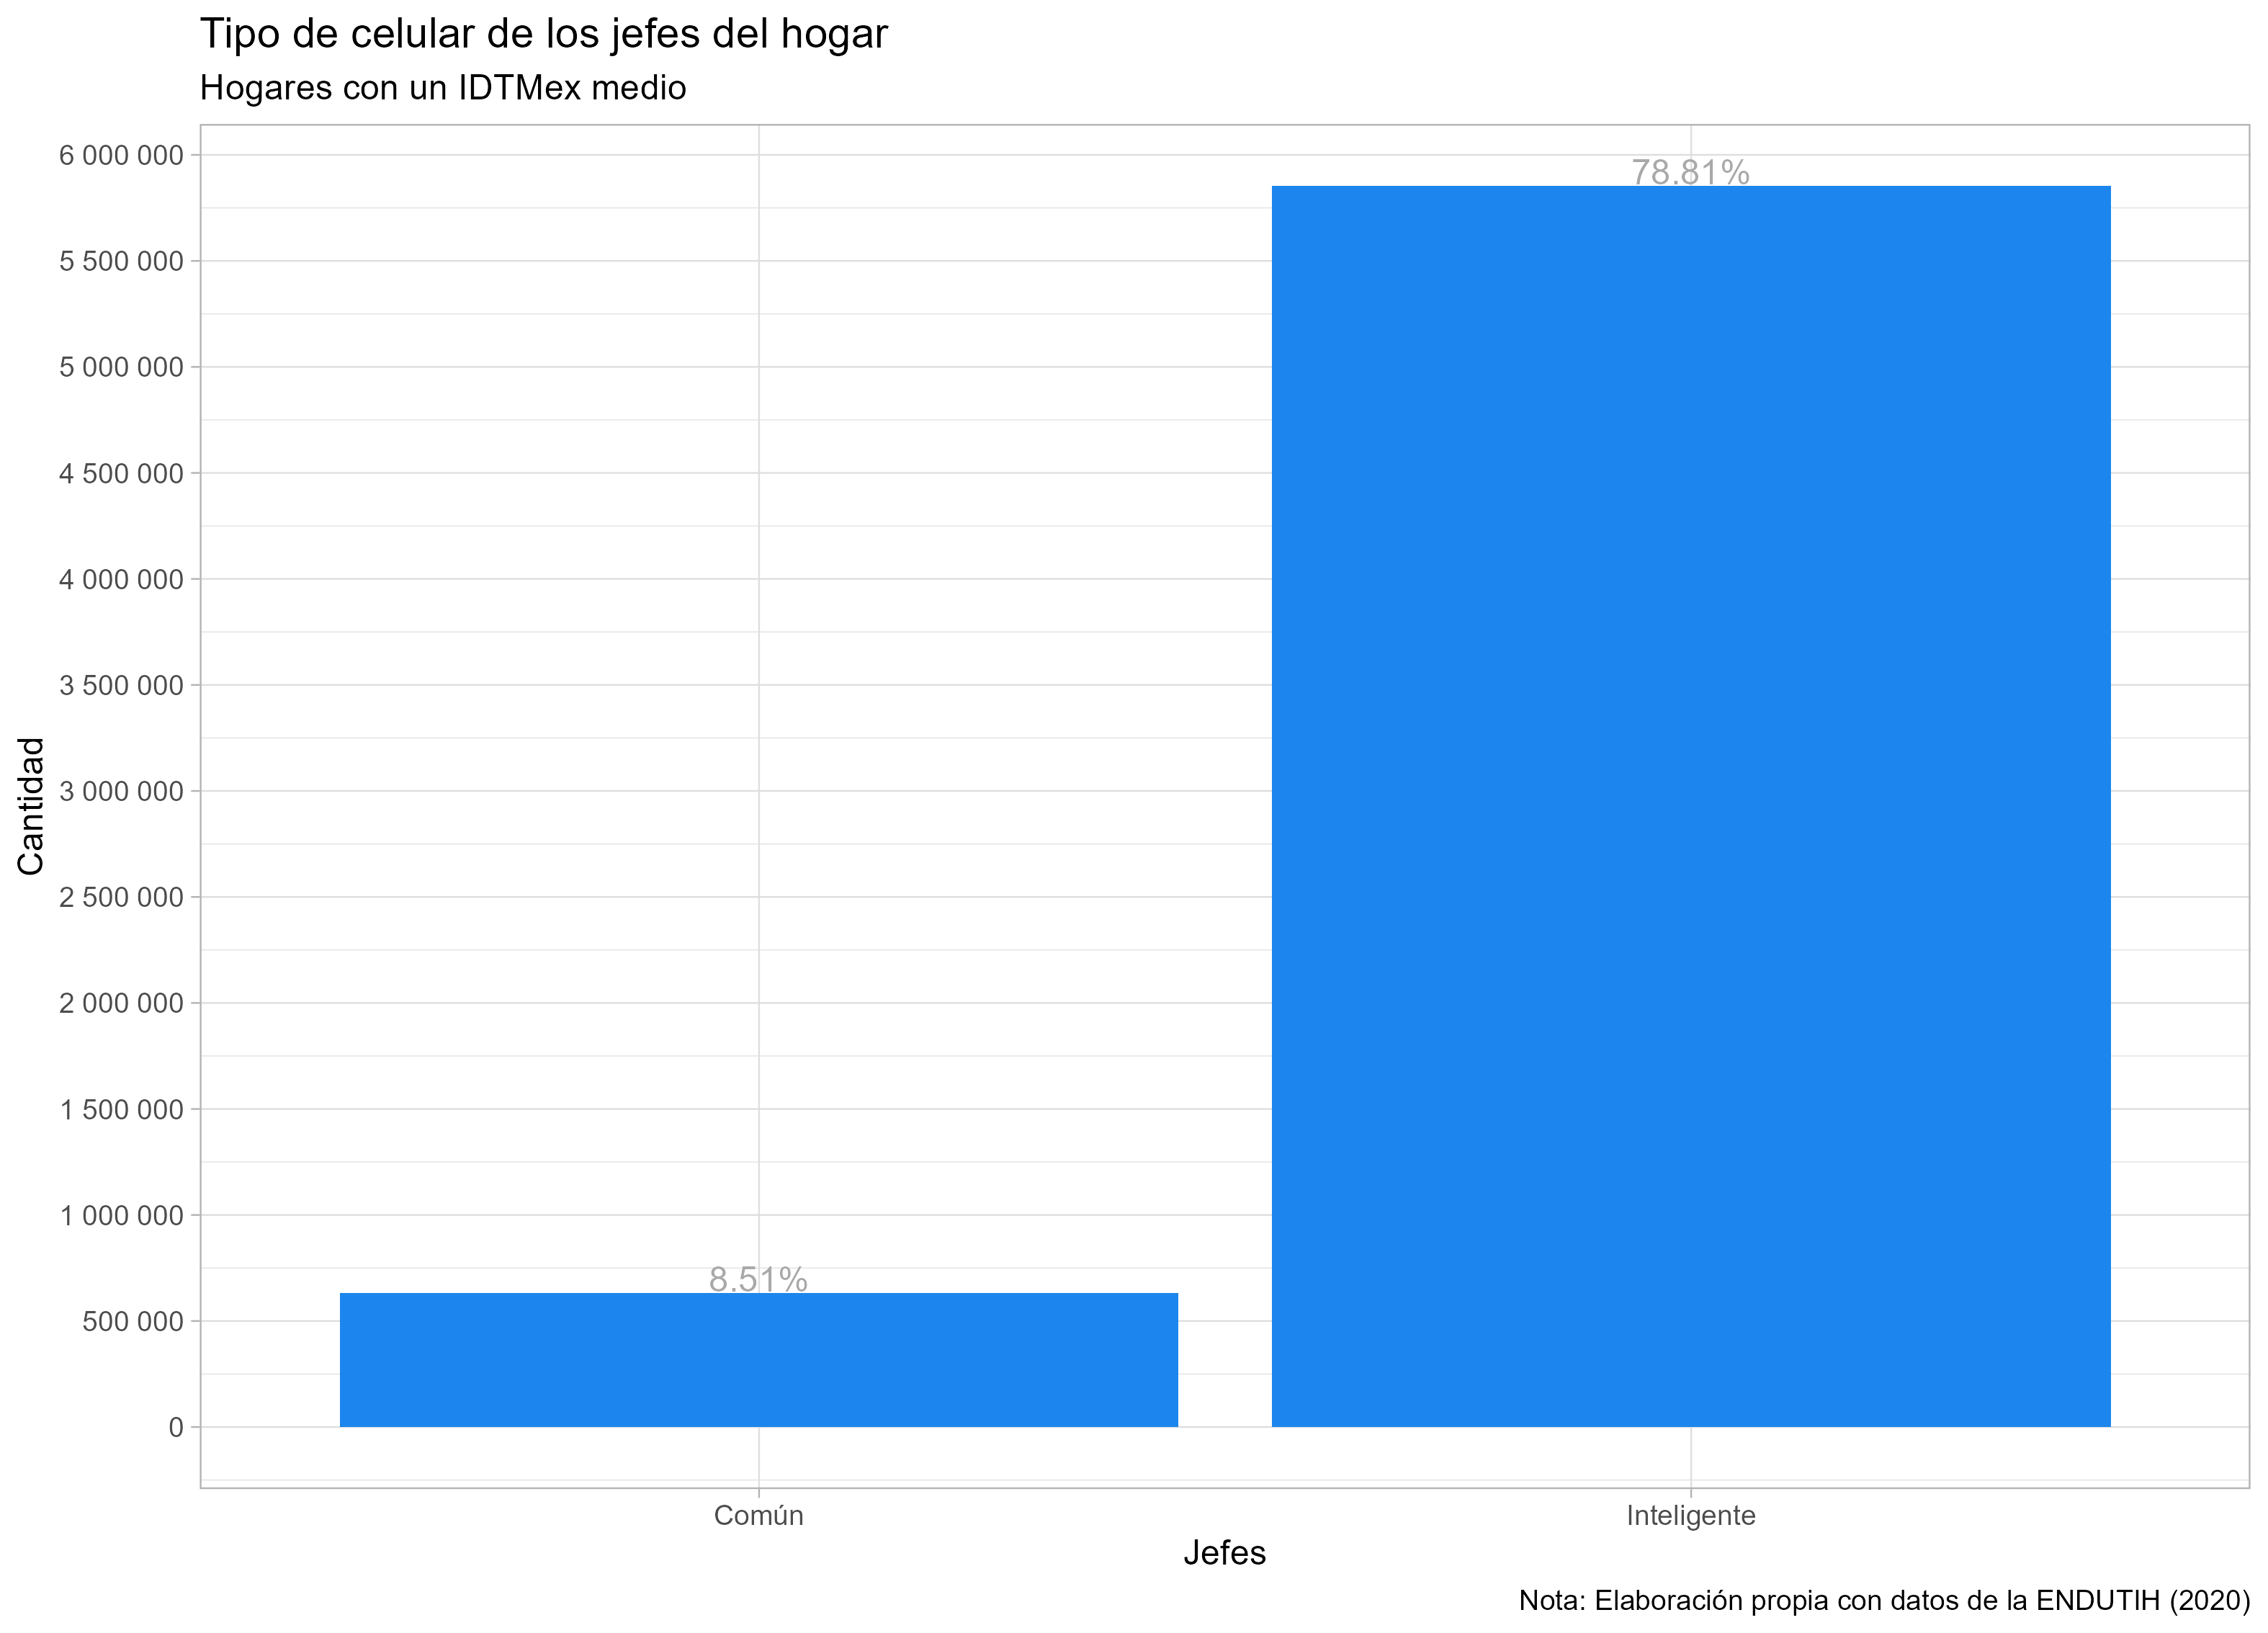 Tipo de celular de los jefes del hogar
Hogares con un IDTMex medio
6 000 000
5 500 000
5 000 000
4 500 000
4 000 000
3 500 000
3 000 000
2 500 000
2 000 000
1 500 000
1 000 000
500 000
0
Cantidad
78.81%
8.51%
Común
Inteligente
Jefes
Nota: Elaboración propia con datos de la ENDUTIH (2020)